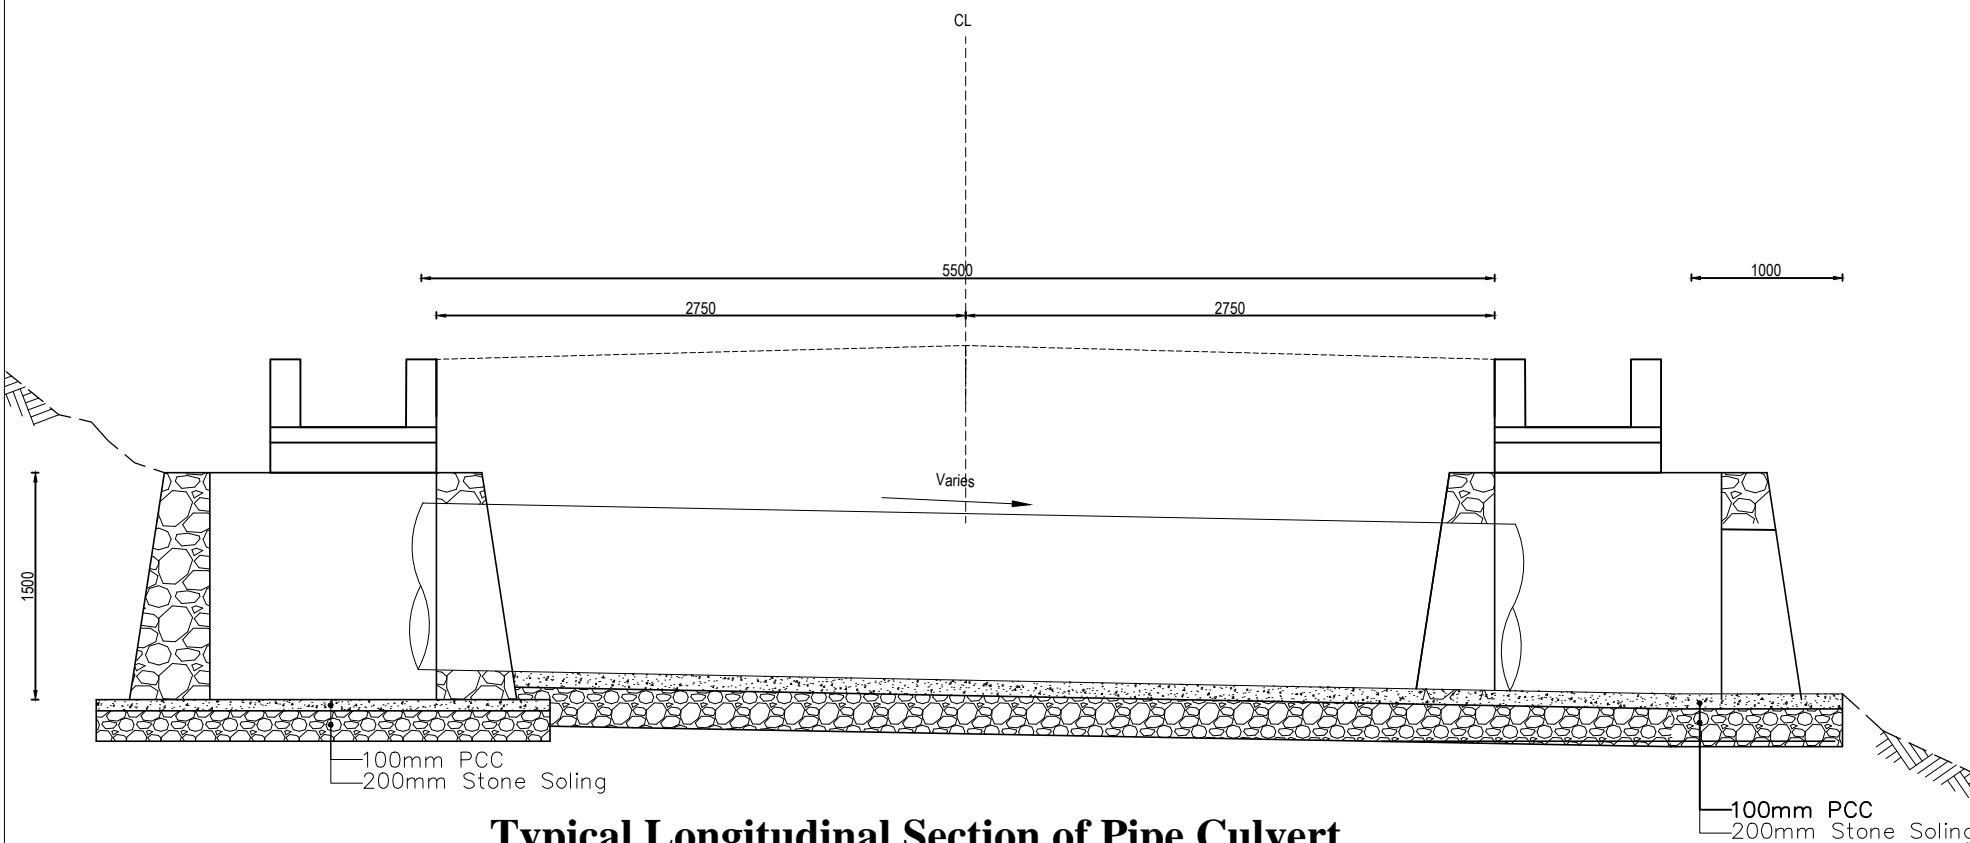 CL
5500
1000
2750
2750
Varies
1500
100mm PCC
200mm Stone Soling
100mm PCC
200mm Stone Soling
Typical Longitudinal Section of Pipe Culvert